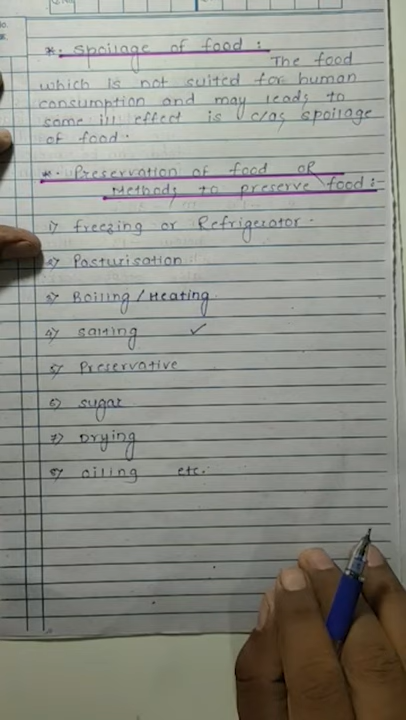 *. Spoilage of food :
The food
which is not suited for human
consumption and may leads to
some ill effect is c/as spoilage
of food.
*. Preservation of food OR
Methods to preserve food :-
1) freezing or Refrigerator.
2) Pasturisation
3) Boiling / Heating.
4) salting ✓
5) Preservative
6) sugar
7) Drying
8) oiling etc.